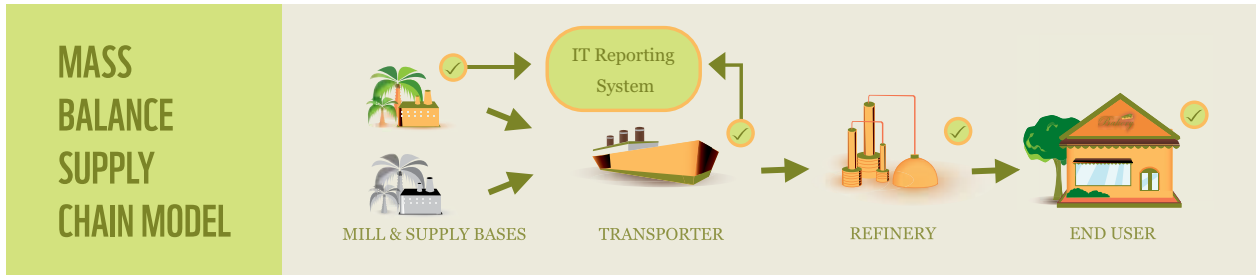 MASS
BALANCE
SUPPLY
CHAIN MODEL
IT Reporting
System
MILL & SUPPLY BASES
TRANSPORTER
REFINERY
END USER